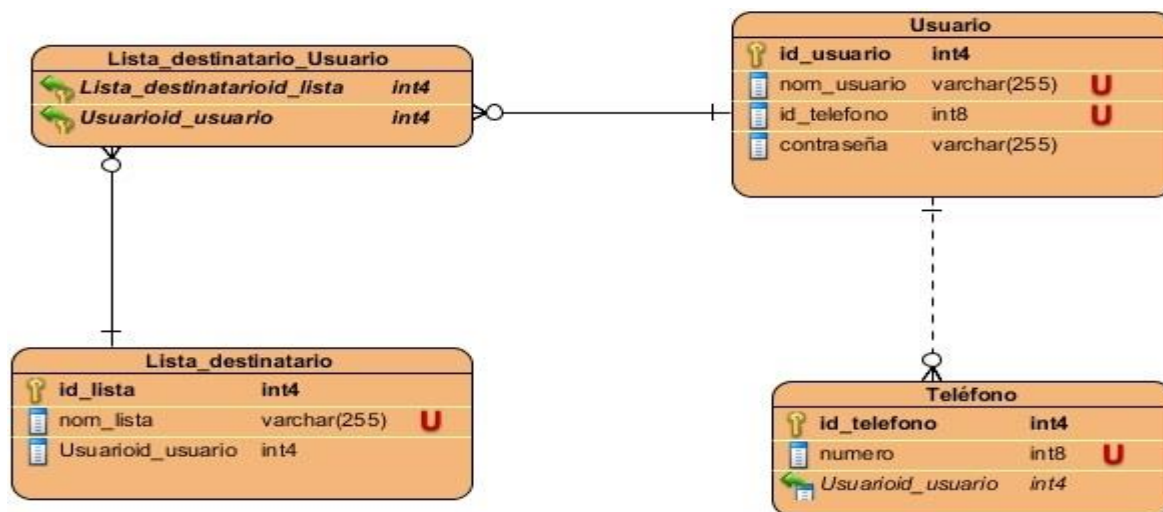 Lista_destinatario_Usuario
Lista_destinatarioid_lista int4
Usuarioid_usuario int4
Usuario
id_usuario int4
nom_usuario varchar(255) U
id_telefono int8 U
contraseña varchar(255)
Lista_destinatario
id_lista int4
nom_lista varchar(255) U
Usuarioid_usuario int4
Teléfono
id_telefono int4
numero int8 U
Usuarioid_usuario int4